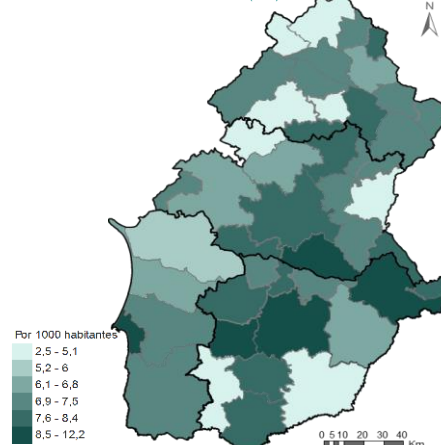 N
Por 1000 habitantes
2,5 - 5,1
5,2 - 6
6,1 - 6,8
6,9 - 7,5
7,6 - 8,4
8,5 - 12,2
0 5 10 20 30 40
Km